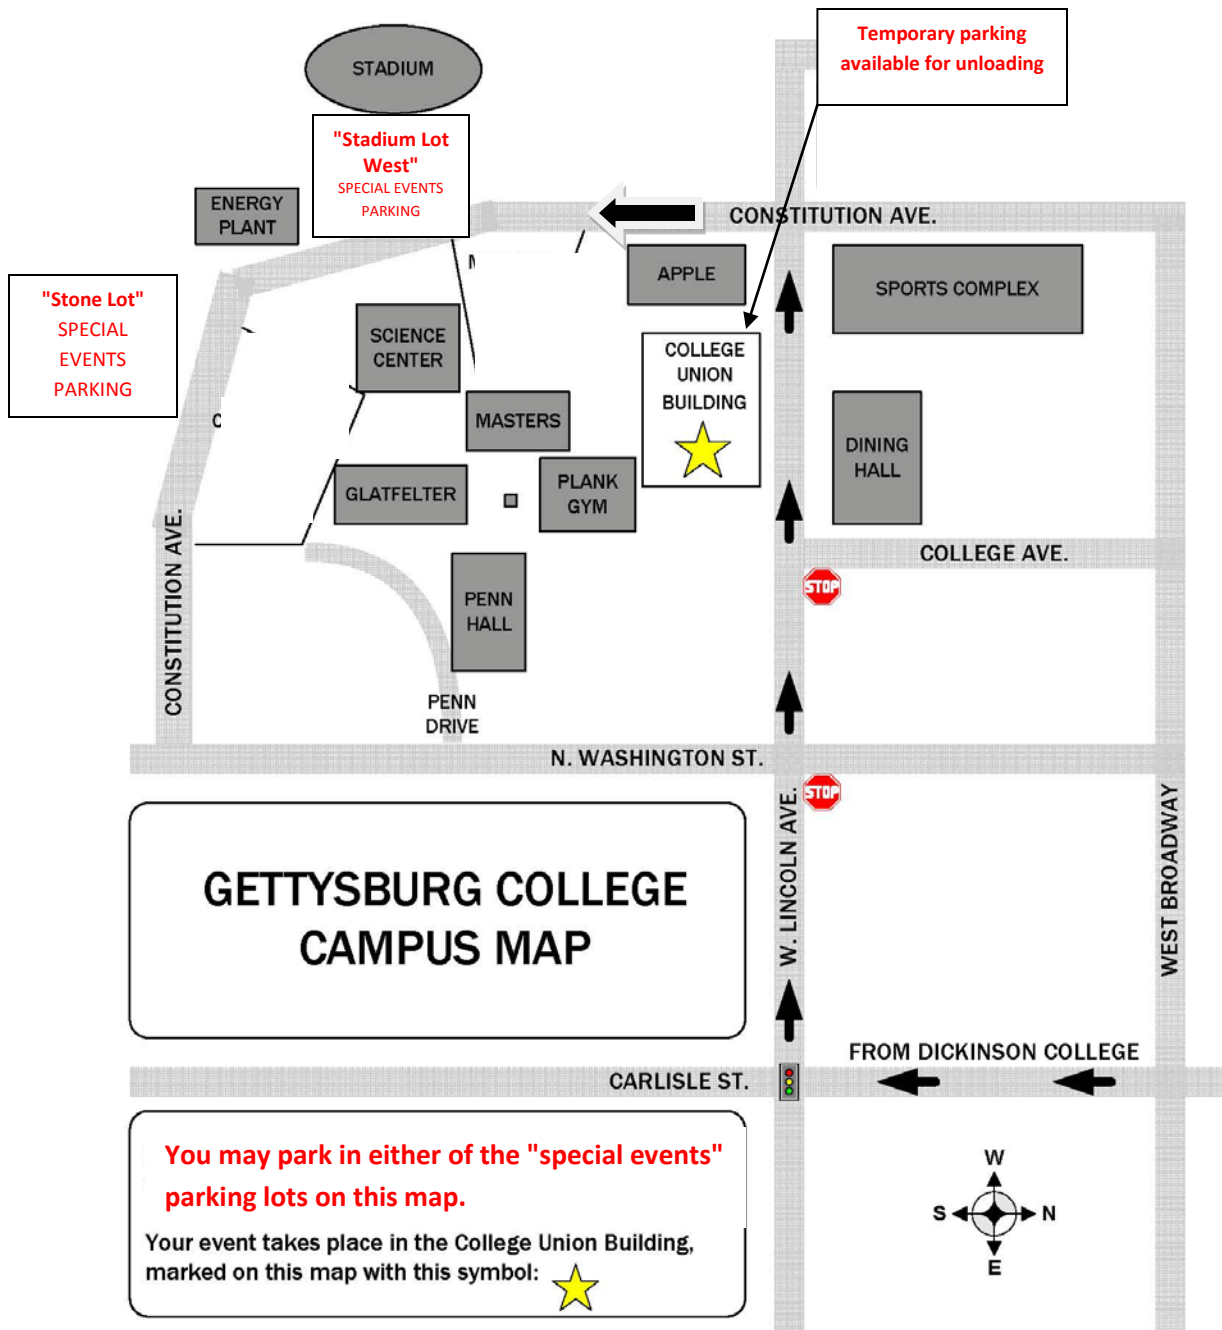 Temporary parking
available for unloading
STADIUM
"Stadium Lot
West"
SPECIAL EVENTS
PARKING
ENERGY
PLANT
CONSTITUTION AVE.
"Stone Lot"
SPECIAL
EVENTS
PARKING
APPLE
SPORTS COMPLEX
SCIENCE
CENTER
COLLEGE
UNION
BUILDING
MASTERS
DINING
HALL
GLATFELTER
PLANK
GYM
COLLEGE AVE.
STOP
CONSTITUTION AVE.
PENN
HALL
PENN
DRIVE
N. WASHINGTON ST.
STOP
W. LINCOLN AVE.
WEST BROADWAY
GETTYSBURG COLLEGE
CAMPUS MAP
FROM DICKINSON COLLEGE
CARLISLE ST.
You may park in either of the "special events"
parking lots on this map.
Your event takes place in the College Union Building,
marked on this map with this symbol:
W
S N
E